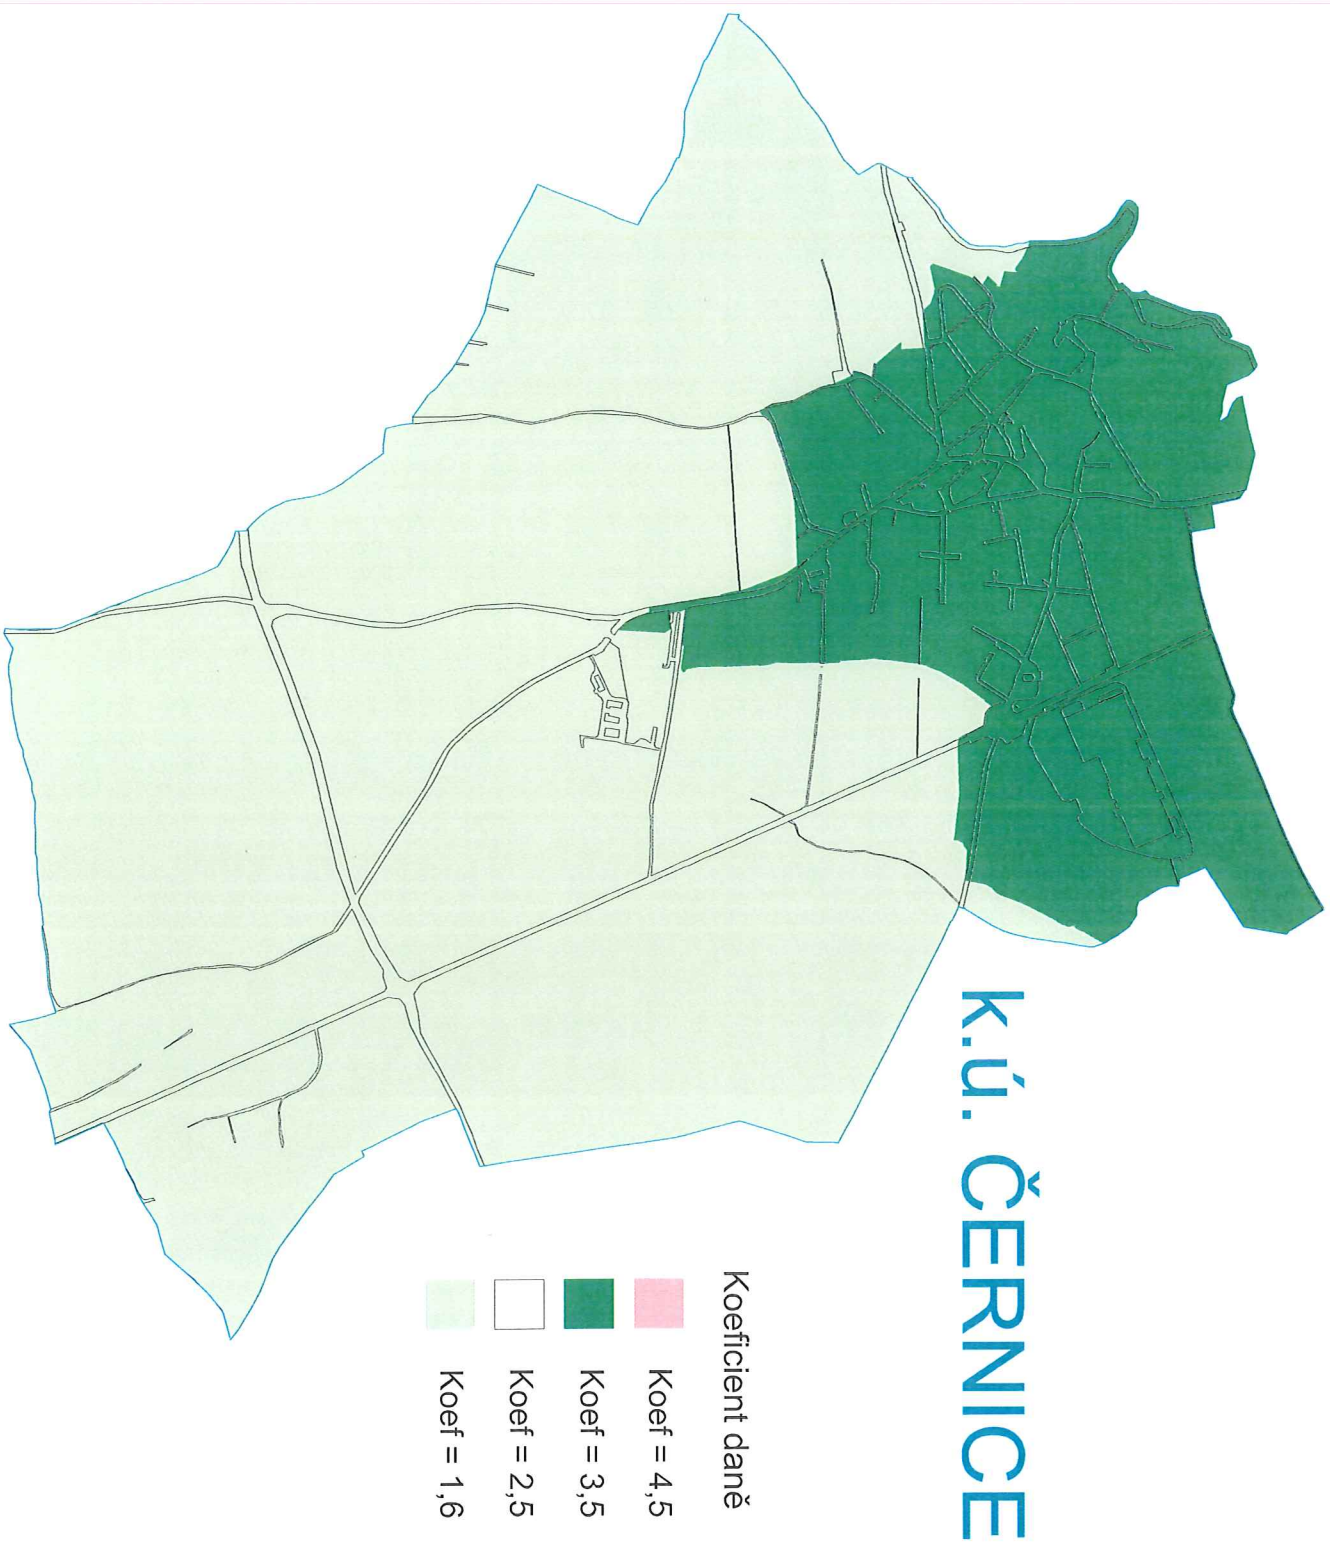 k.ú. ČERNICE
Koeficient daně
Koef = 4,5
Koef = 3,5
Koef = 2,5
Koef = 1,6